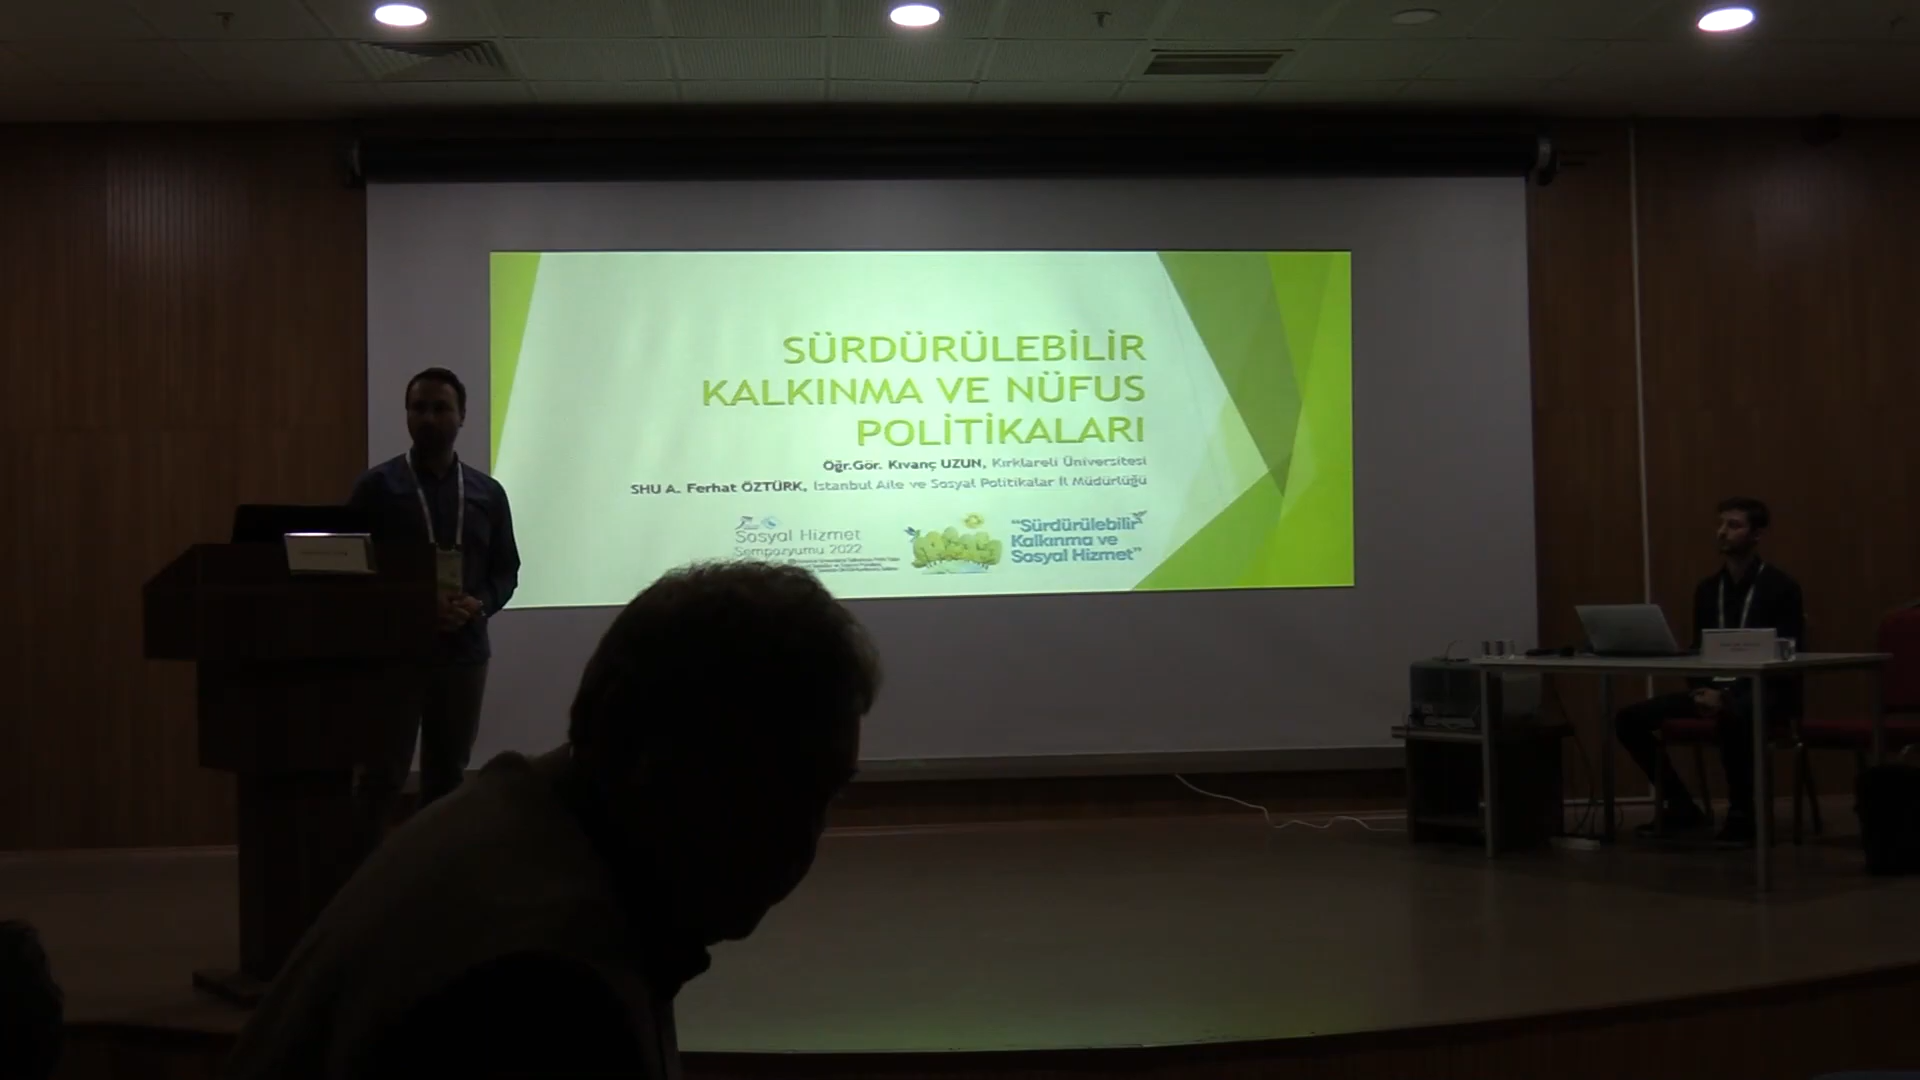 SÜRDÜRÜLEBİLİR
KALKINMA VE NÜFUS
POLİTİKALARI
Öğr.Gör. Kıvanç UZUN, Kırklareli Üniversitesi
SHU A. Ferhat ÖZTÜRK, İstanbul Aile ve Sosyal Politikalar İl Müdürlüğü
Sosyal Hizmet
Sempozyumu 2022
"Sürdürülebilir
Kalkınma ve
Sosyal Hizmet"